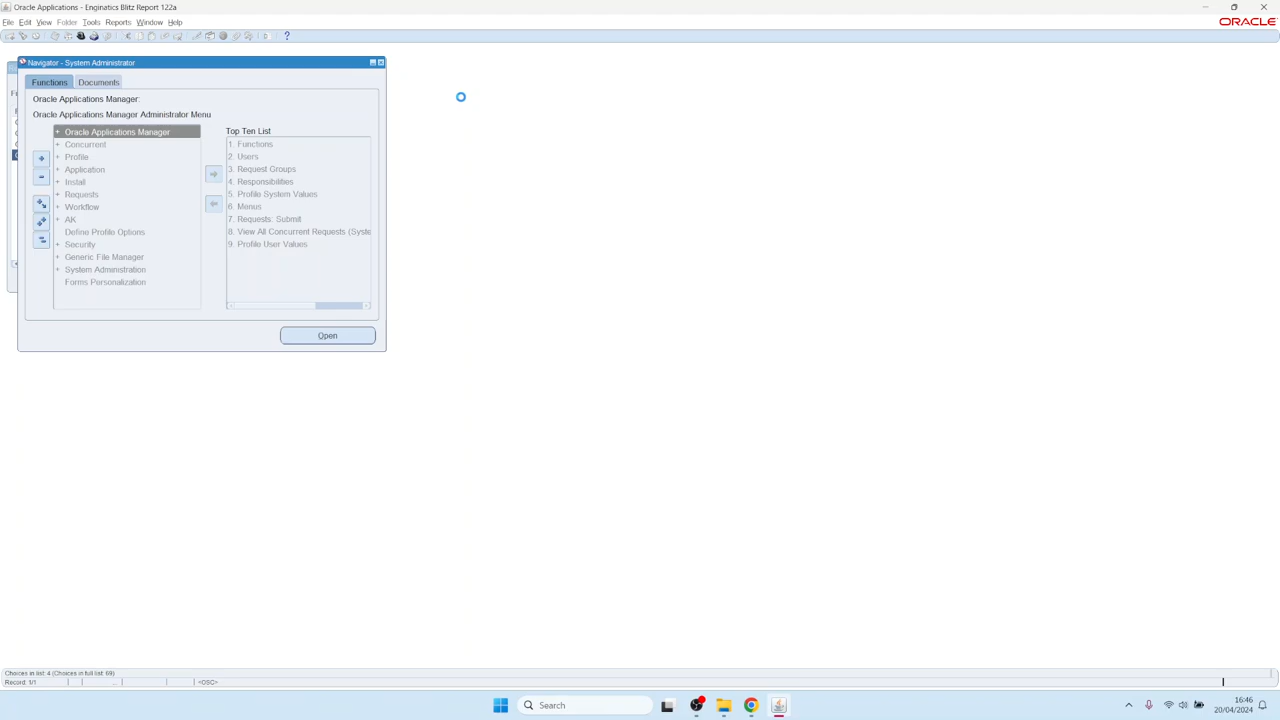 Oracle Applications - Enginatics Blitz Report 122a
File Edit View Folder Tools Reports Window Help
ORACLE
Navigator - System Administrator
Functions Documents
Oracle Applications Manager:
Oracle Applications Manager Administrator Menu
Top Ten List
+ Oracle Applications Manager
+ Concurrent
+ Profile
+ Application
+ Install
+ Requests
+ Workflow
+ AK
Define Profile Options
+ Security
+ Generic File Manager
+ System Administration
Forms Personalization
1. Functions
2. Users
3. Request Groups
4. Responsibilities
5. Profile System Values
6. Menus
7. Requests: Submit
8. View All Concurrent Requests (Syste
9. Profile User Values
Open
Choices in list: 4 (Choices in full list: 69)
Record: 1/1 ... <OSC>
Search
16:46
20/04/2024